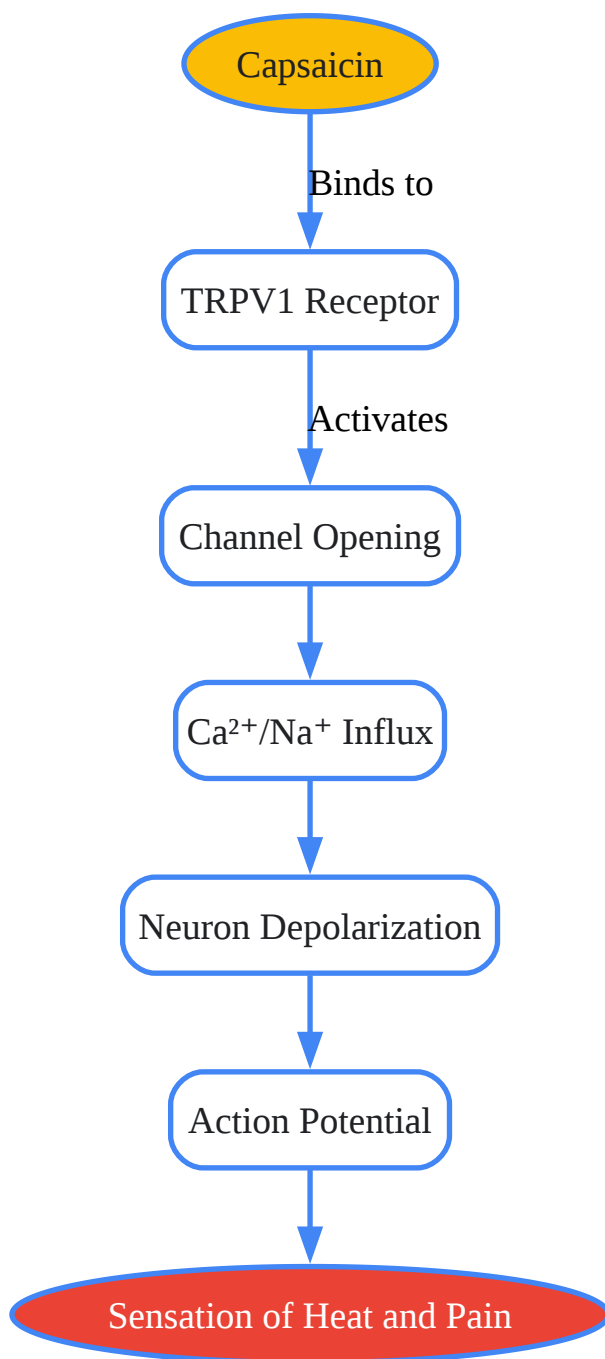 Capsaicin
Binds to
TRPV1 Receptor
Activates
Channel Opening
Ca²⁺/Na⁺ Influx
Neuron Depolarization
Action Potential
Sensation of Heat and Pain